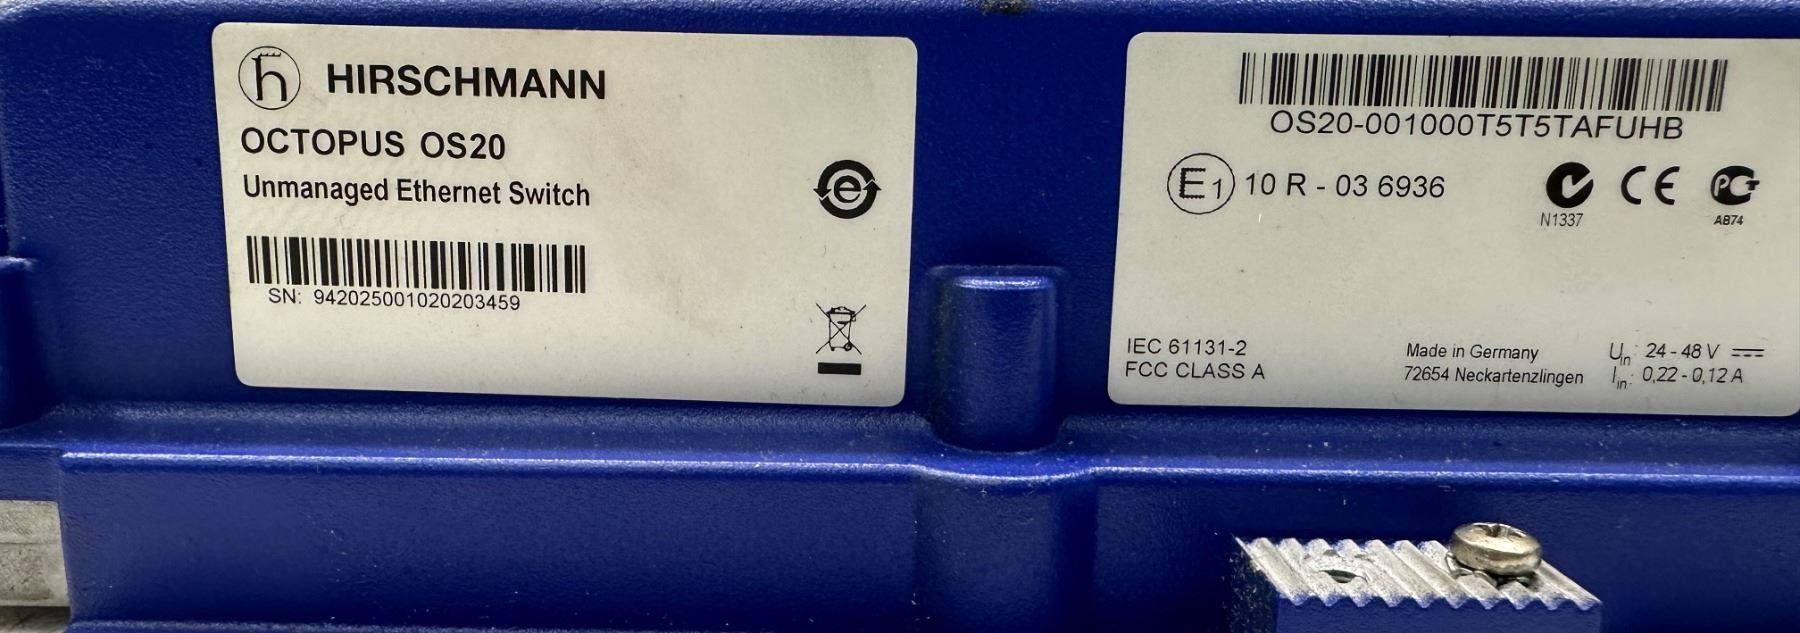 HIRSCHMANN
OCTOPUS OS20
Unmanaged Ethernet Switch
SN: 942025001020203459
OS20-001000T5T5TAFUHB
E1 10 R - 03 6936
N1337
CE
AB74
IEC 61131-2
FCC CLASS A
Made in Germany
72654 Neckartenzlingen
Uin: 24 - 48 V
Iin: 0,22 - 0,12 A